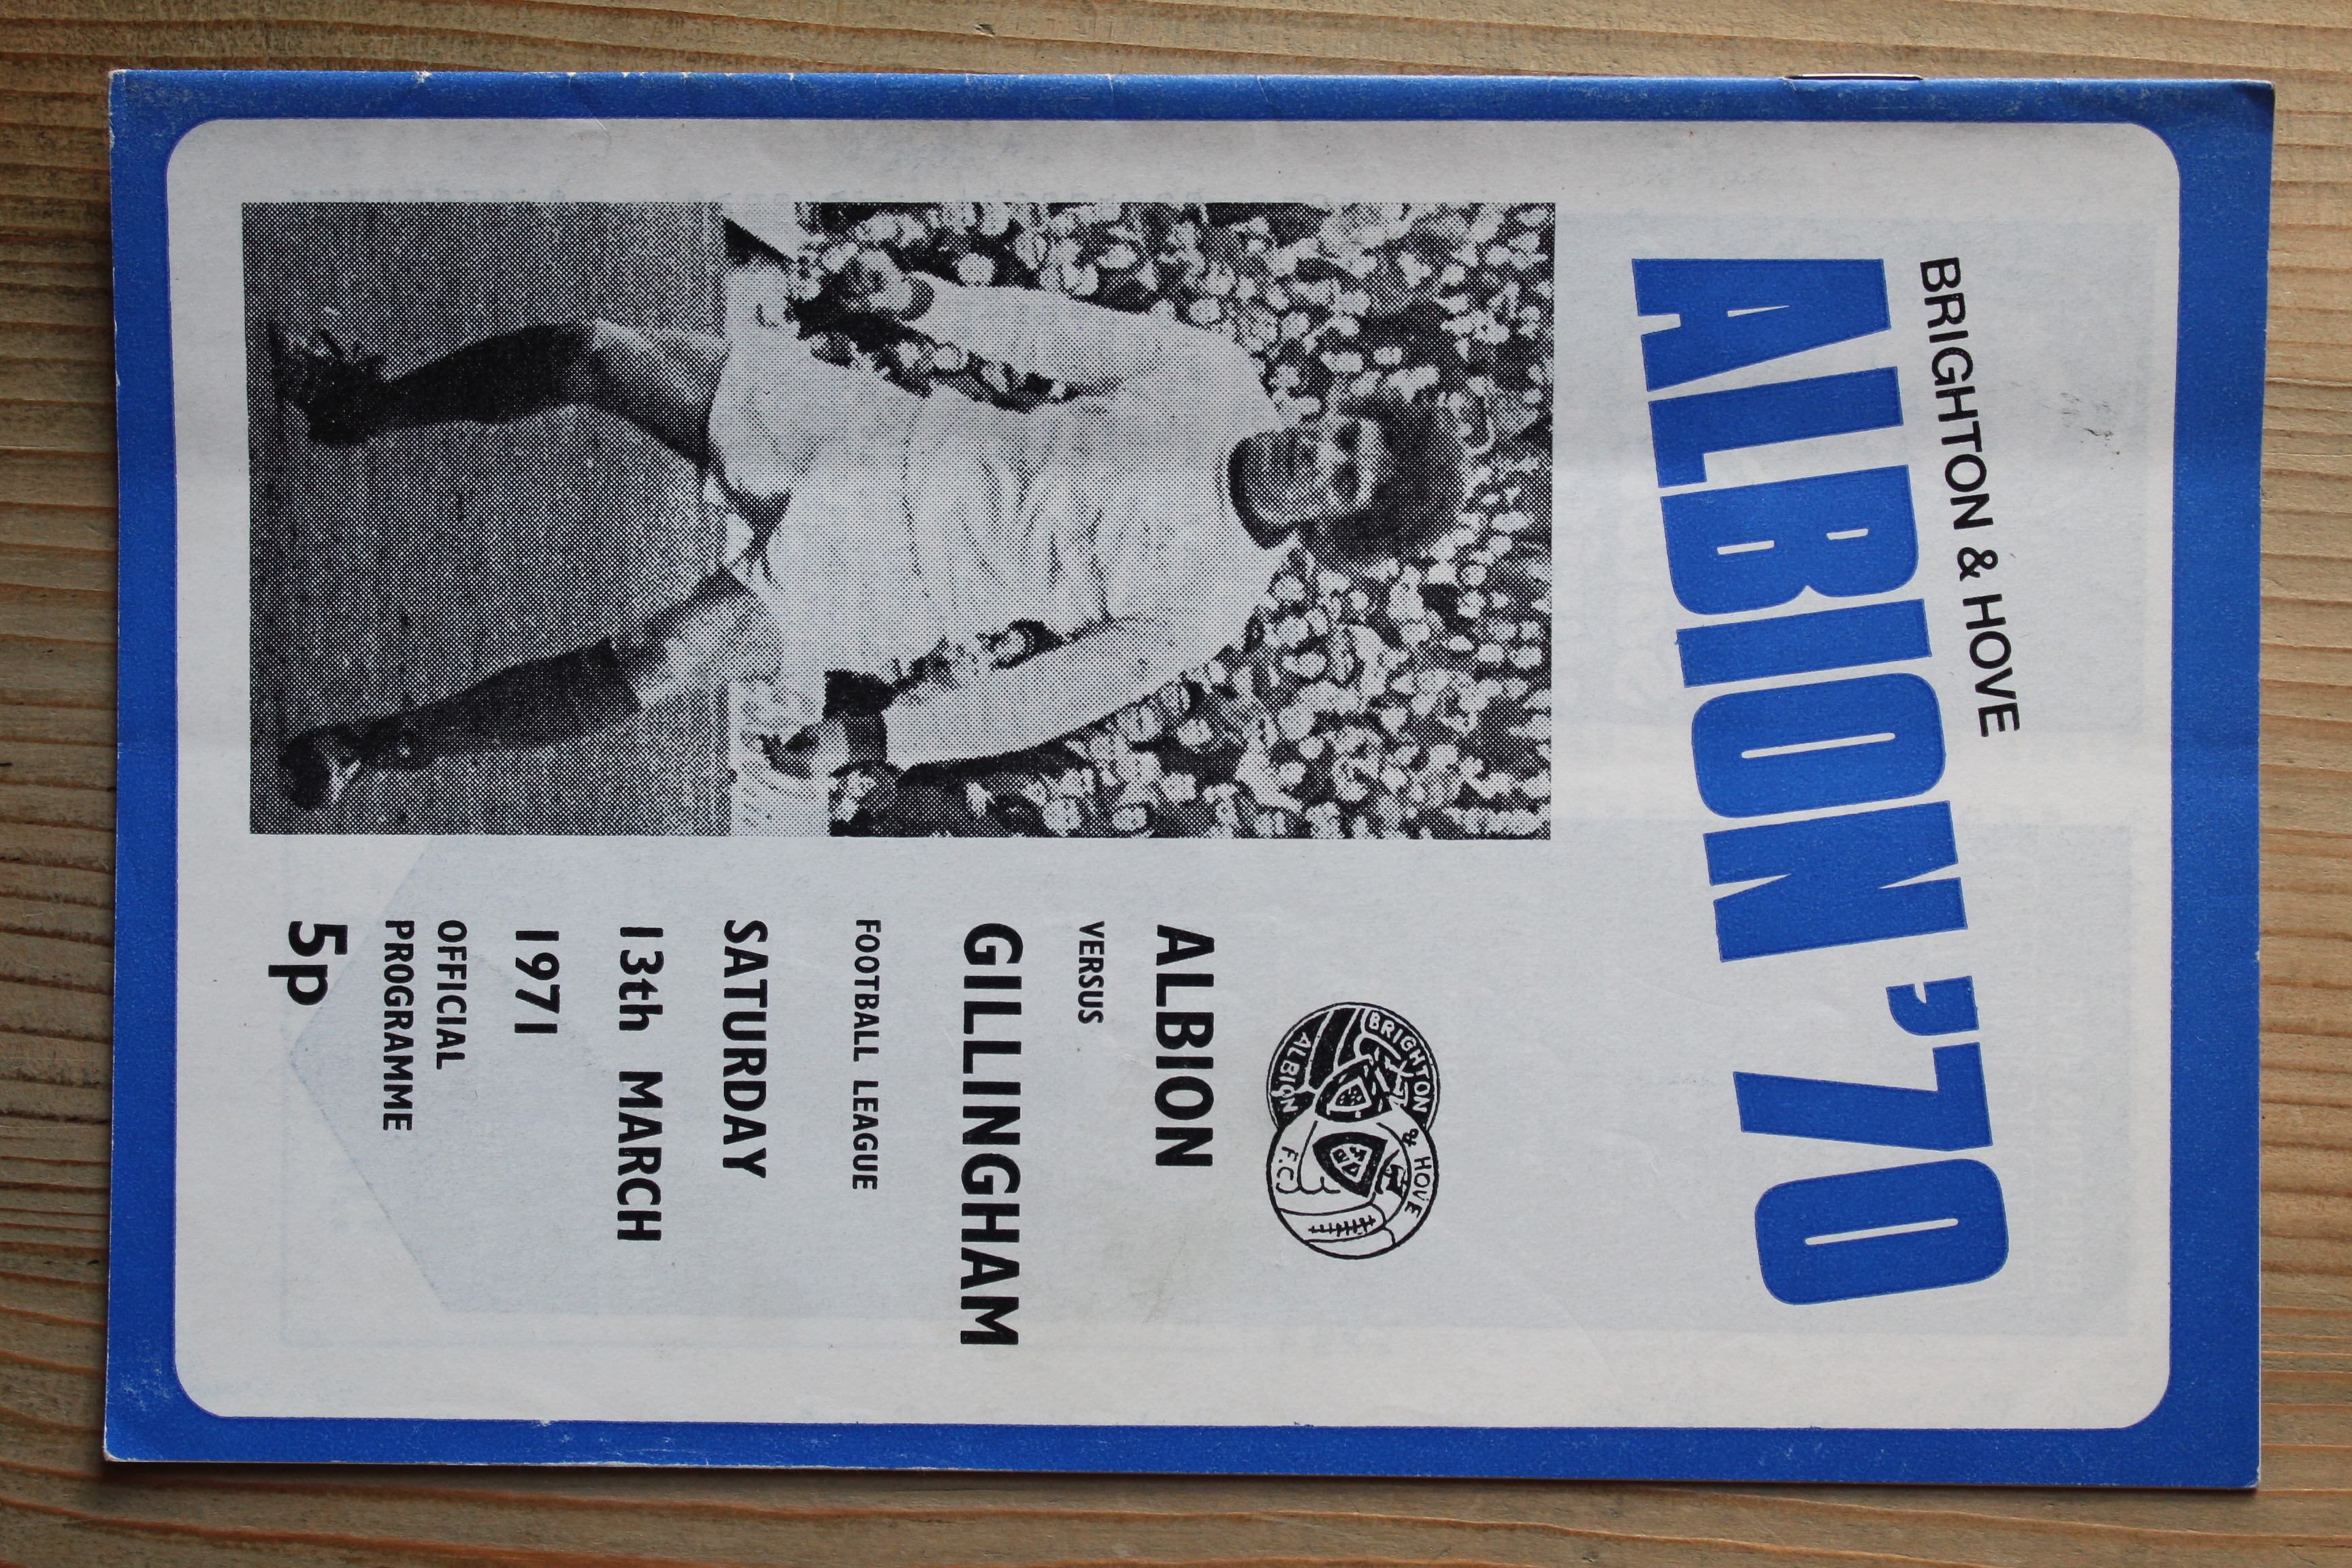 BRIGHTON & HOVE
ALBION '70
BRIGHTON & HOVE
ALBION F.C.
ALBION
VERSUS
GILLINGHAM
FOOTBALL LEAGUE
SATURDAY
13th MARCH
1971
OFFICIAL
PROGRAMME
5p